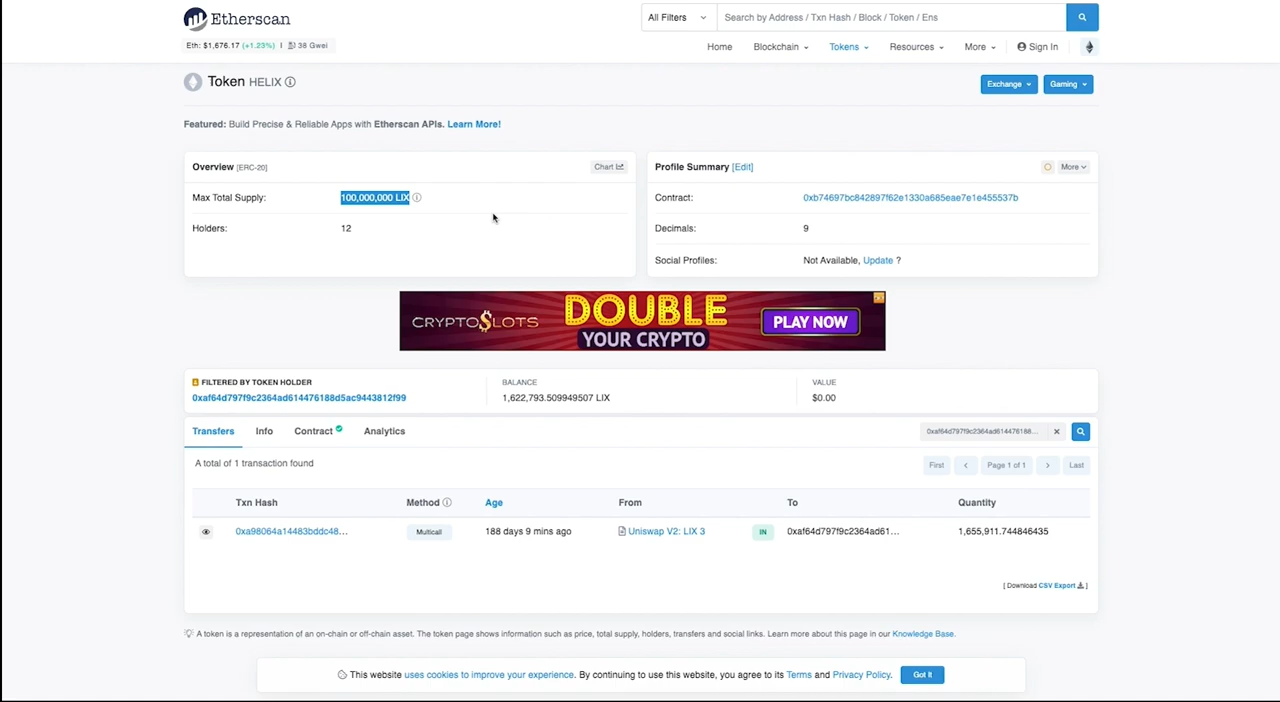 Etherscan
All Filters
Search by Address / Txn Hash / Block / Token / Ens
Eth: $1,676.17 (+1.23%) | 38 Gwei
Home
Blockchain
Tokens
Resources
More
Sign In
Token HELIX
Exchange
Gaming
Featured: Build Precise & Reliable Apps with Etherscan APIs. Learn More!
Overview [ERC-20]
Chart
Max Total Supply:
100,000,000 LIX
Holders:
12
Profile Summary [Edit]
More
Contract:
0xb74697bc842897f62e1330a685eae7e1e455537b
Decimals:
9
Social Profiles:
Not Available, Update ?
CRYPTOSLOTS
DOUBLE
YOUR CRYPTO
PLAY NOW
FILTERED BY TOKEN HOLDER
0xaf64d797f9c2364ad614476188d5ac9443812f99
BALANCE
1,622,793.509949507 LIX
VALUE
$0.00
Transfers
Info
Contract
Analytics
0xaf64d797f9c2364ad614476188...
A total of 1 transaction found
First
Page 1 of 1
Last
Txn Hash
Method
Age
From
To
Quantity
0xa98064a14483bddc48...
Multicall
188 days 9 mins ago
Uniswap V2: LIX 3
IN
0xaf64d797f9c2364ad61...
1,655,911.744846435
[ Download CSV Export ]
A token is a representation of an on-chain or off-chain asset. The token page shows information such as price, total supply, holders, transfers and social links. Learn more about this page in our Knowledge Base.
This website uses cookies to improve your experience. By continuing to use this website, you agree to its Terms and Privacy Policy.
Got It